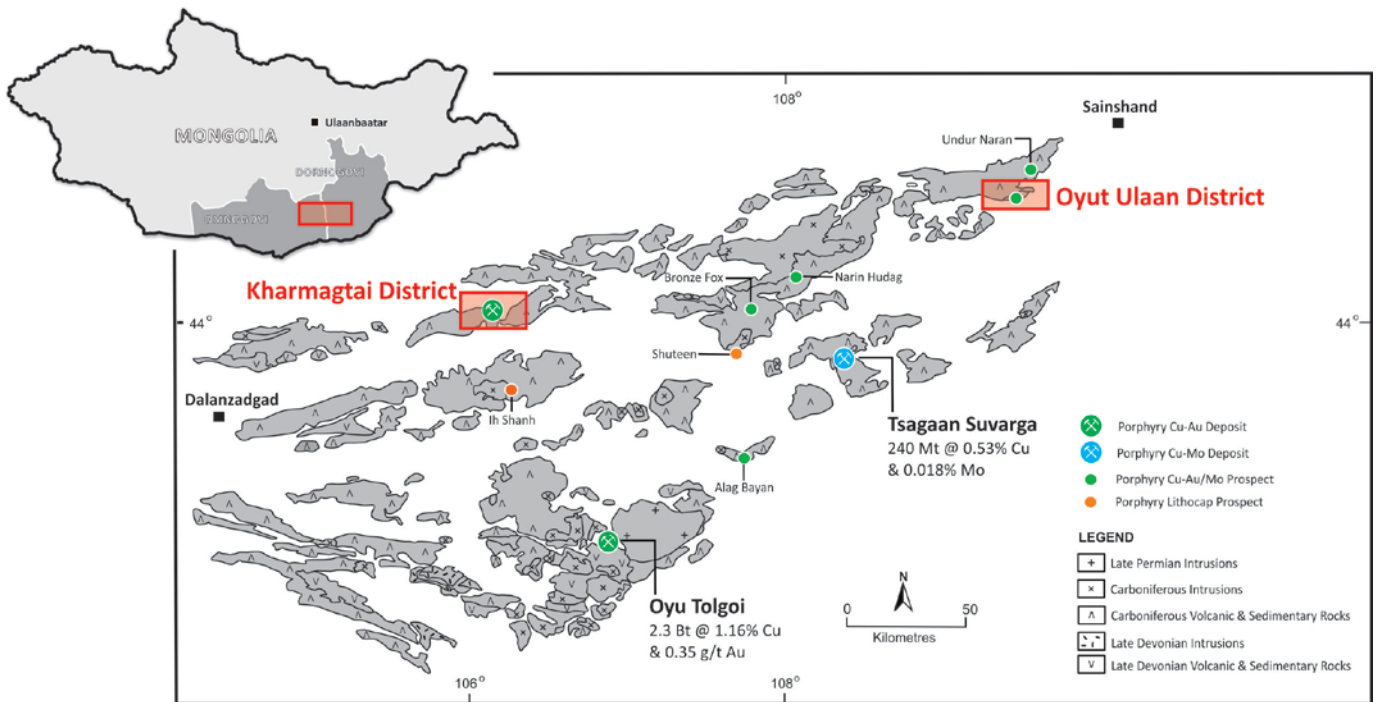 MONGOLIA
Ulaanbaatar
DORNOGOVI
OMNGOVI
108°
Sainshand
Undur Naran
Oyut Ulaan District
Kharmagtai District
Bronze Fox
Narin Hudag
44°
44°
Shuteen
Dalanzadgad
Ih Shanh
Tsagaan Suvarga
240 Mt @ 0.53% Cu
& 0.018% Mo
Alag Bayan
Porphyry Cu-Au Deposit
Porphyry Cu-Mo Deposit
Porphyry Cu-Au/Mo Prospect
Porphyry Lithocap Prospect
Oyu Tolgoi
2.3 Bt @ 1.16% Cu
& 0.35 g/t Au
N
0 50
Kilometres
LEGEND
+ Late Permian Intrusions
× Carboniferous Intrusions
^ Carboniferous Volcanic & Sedimentary Rocks
Late Devonian Intrusions
v Late Devonian Volcanic & Sedimentary Rocks
106°
108°